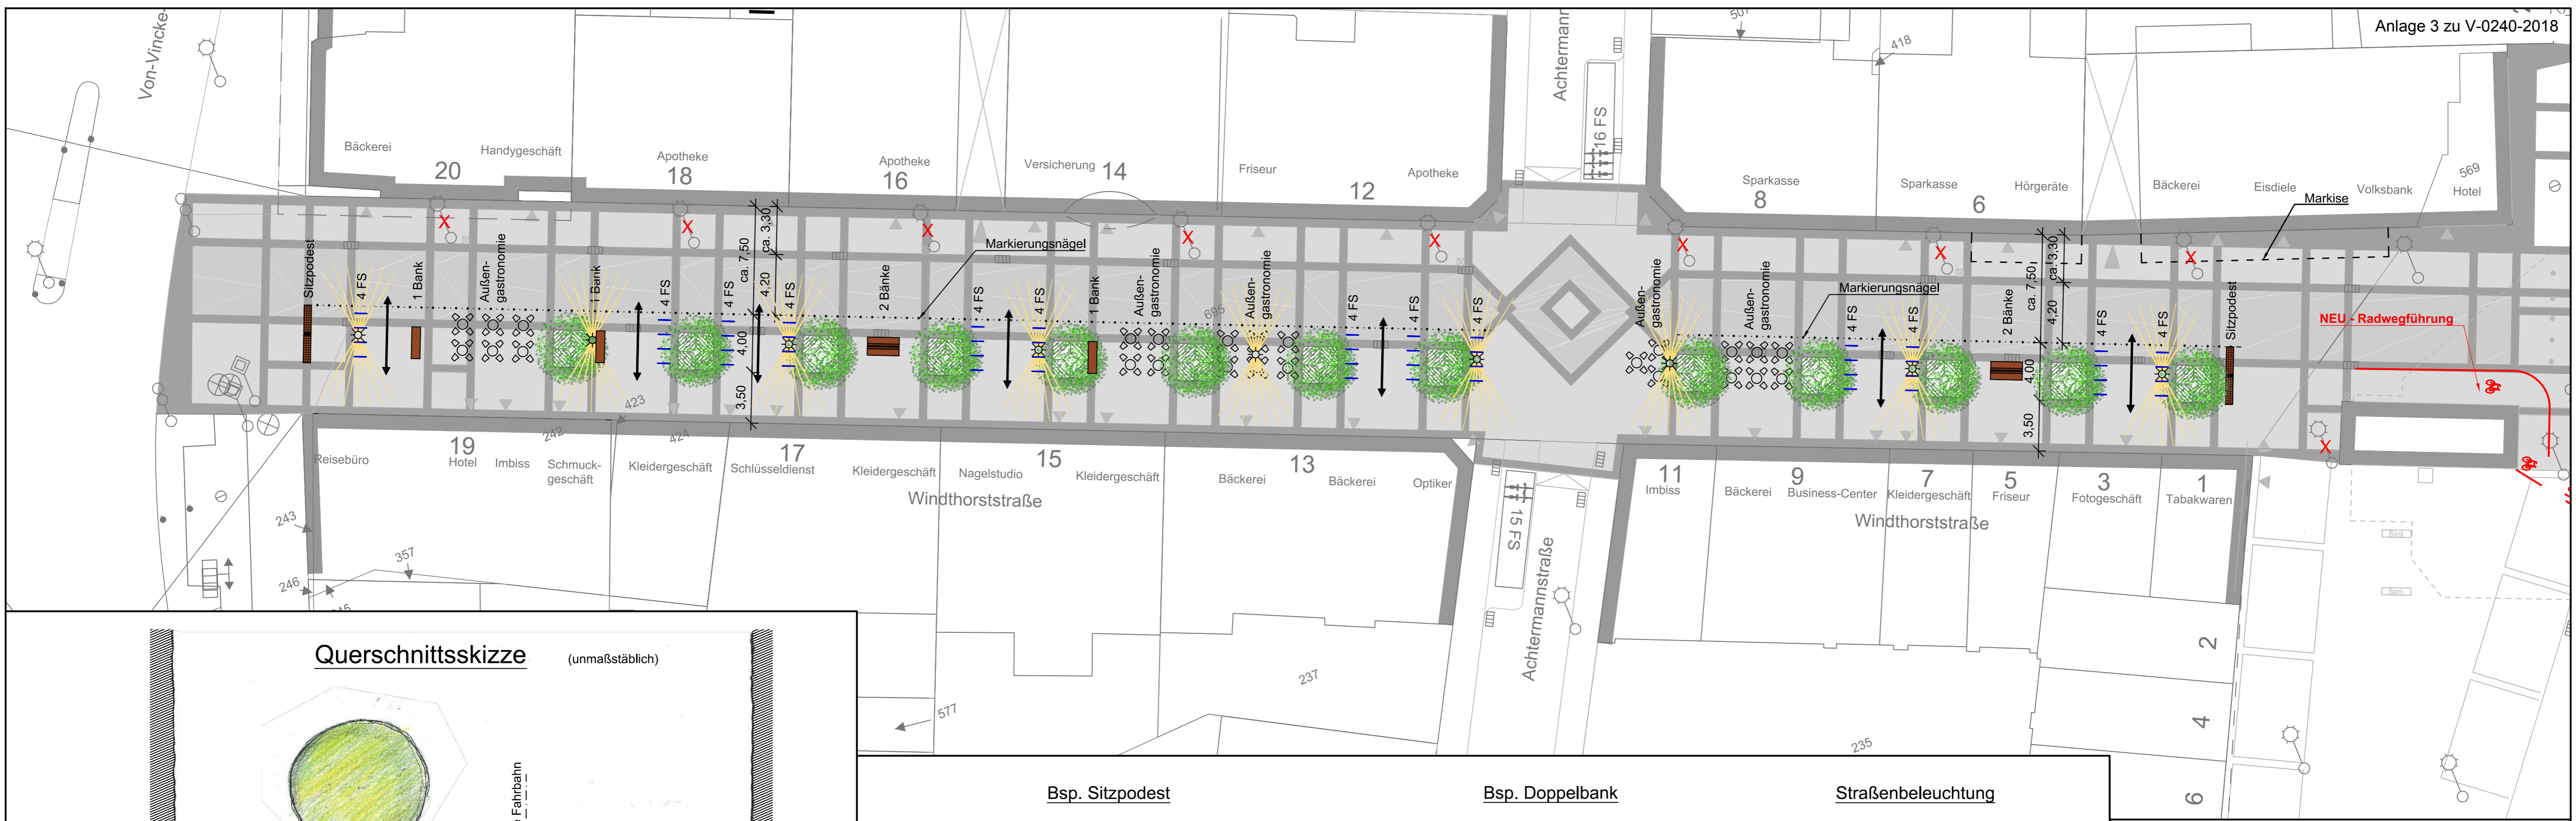 Anlage 3 zu V-0240-2018
Von-Vincke-
Achtermann
16 FS
507
418
569
Bäckerei
20
Handygeschäft
Apotheke
18
Apotheke
16
Versicherung
14
Friseur
12
Apotheke
Sparkasse
8
Sparkasse
6
Hörgeräte
Bäckerei
Eisdiele
Volksbank
Hotel
Markise
X
X
X
X
X
X
X
X
X
Sitzpodest
4 FS
1 Bank
Außen-
gastronomie
1 Bank
4 FS
4 FS
ca. 7,50
ca. 3,30
4,20
4,00
3,50
4 FS
2 Bänke
Markierungsnägel
4 FS
4 FS
1 Bank
Außen-
gastronomie
695
Außen-
gastronomie
4 FS
4 FS
4 FS
Außen-
gastronomie
Außen-
gastronomie
Markierungsnägel
4 FS
4 FS
2 Bänke
ca. 7,50
ca. 3,30
4,20
4,00
3,50
4 FS
4 FS
Sitzpodest
NEU - Radwegführung
Reisebüro
19
Hotel
Imbiss
242
Schmuck-
geschäft
423
424
Kleidergeschäft
17
Schlüsseldienst
Kleidergeschäft
Nagelstudio
15
Kleidergeschäft
Bäckerei
13
Bäckerei
Optiker
Windthorststraße
15 FS
Achtermannstraße
11
Imbiss
Bäckerei
9
Business-Center
7
Kleidergeschäft
5
Friseur
3
Fotogeschäft
1
Tabakwaren
Windthorststraße
Bank
Bank
243
357
246
237
577
235
2
4
6
Querschnittsskizze
(unmaßstäblich)
Fahrbahn
Bsp. Sitzpodest
Bsp. Doppelbank
Straßenbeleuchtung